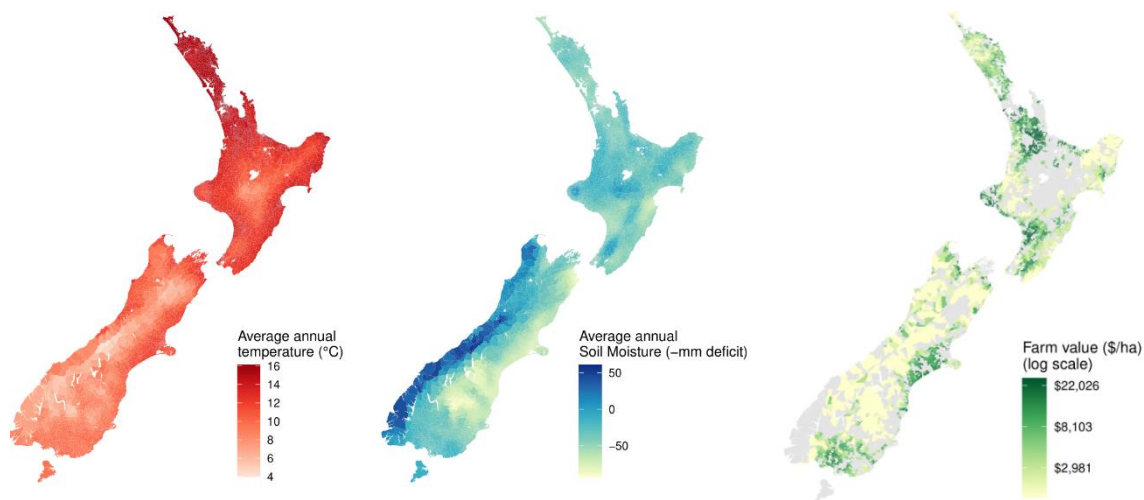 Average annual
temperature (°C)
16
14
12
10
8
6
4
Average annual
Soil Moisture (−mm deficit)
50
0
−50
Farm value ($/ha)
(log scale)
$22,026
$8,103
$2,981